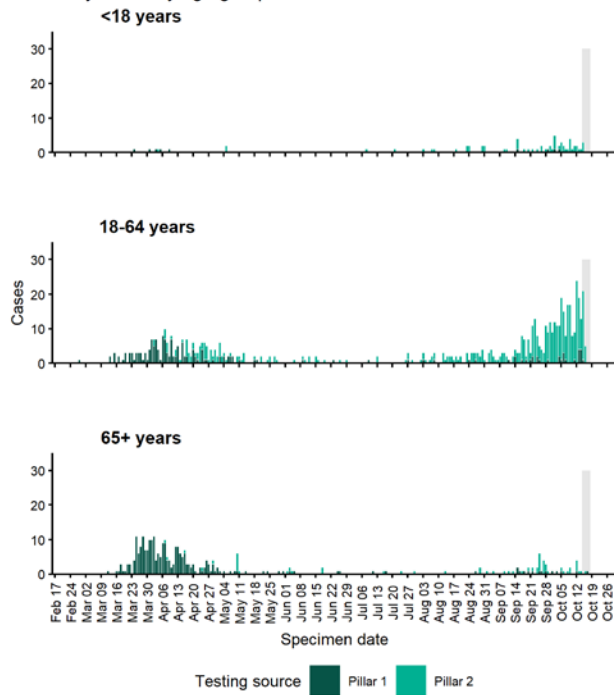 <18 years
30
20
10
0
Feb 17 Feb 24 Mar 02 Mar 09 Mar 16 Mar 23 Mar 30 Apr 06 Apr 13 Apr 20 Apr 27 May 04 May 11 May 18 May 25 Jun 01 Jun 08 Jun 15 Jun 22 Jun 29 Jul 06 Jul 13 Jul 20 Jul 27 Aug 03 Aug 10 Aug 17 Aug 24 Aug 31 Sep 07 Sep 14 Sep 21 Sep 28 Oct 05 Oct 12 Oct 19 Oct 26
18-64 years
Cases
30
20
10
0
65+ years
30
20
10
0
Specimen date
Testing source Pillar 1 Pillar 2